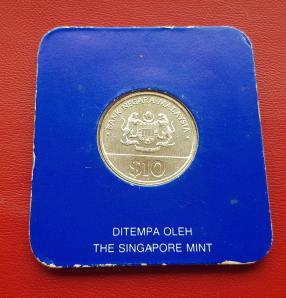 · BANK NEGARA MALAYSIA ·
$10
DITEMPA OLEH
THE SINGAPORE MINT